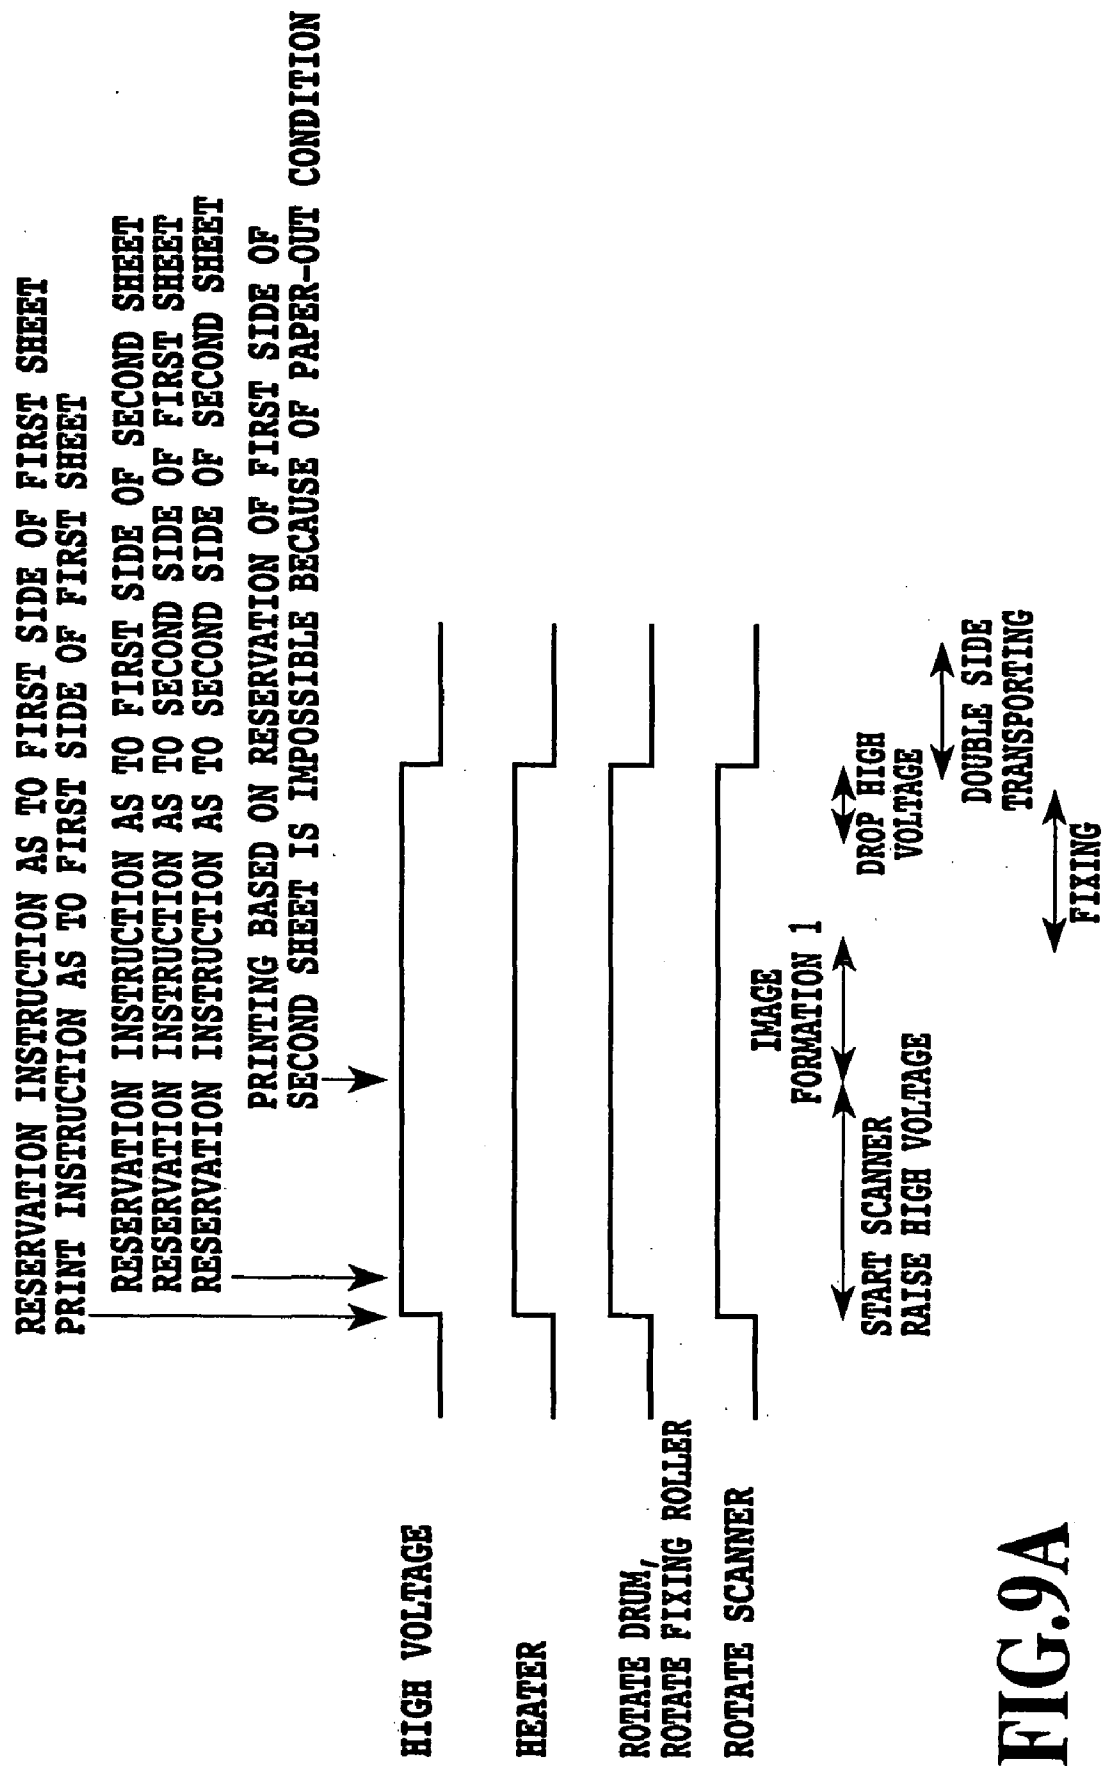 RESERVATION INSTRUCTION AS TO FIRST SIDE OF FIRST SHEET
PRINT INSTRUCTION AS TO FIRST SIDE OF FIRST SHEET
RESERVATION INSTRUCTION AS TO FIRST SIDE OF SECOND SHEET
RESERVATION INSTRUCTION AS TO SECOND SIDE OF FIRST SHEET
RESERVATION INSTRUCTION AS TO SECOND SIDE OF SECOND SHEET
PRINTING BASED ON RESERVATION OF FIRST SIDE OF
SECOND SHEET IS IMPOSSIBLE BECAUSE OF PAPER-OUT CONDITION
HIGH VOLTAGE
HEATER
ROTATE DRUM,
ROTATE FIXING ROLLER
ROTATE SCANNER
START SCANNER
RAISE HIGH VOLTAGE
IMAGE
FORMATION 1
DROP HIGH
VOLTAGE
DOUBLE SIDE
TRANSPORTING
FIXING
FIG.9A